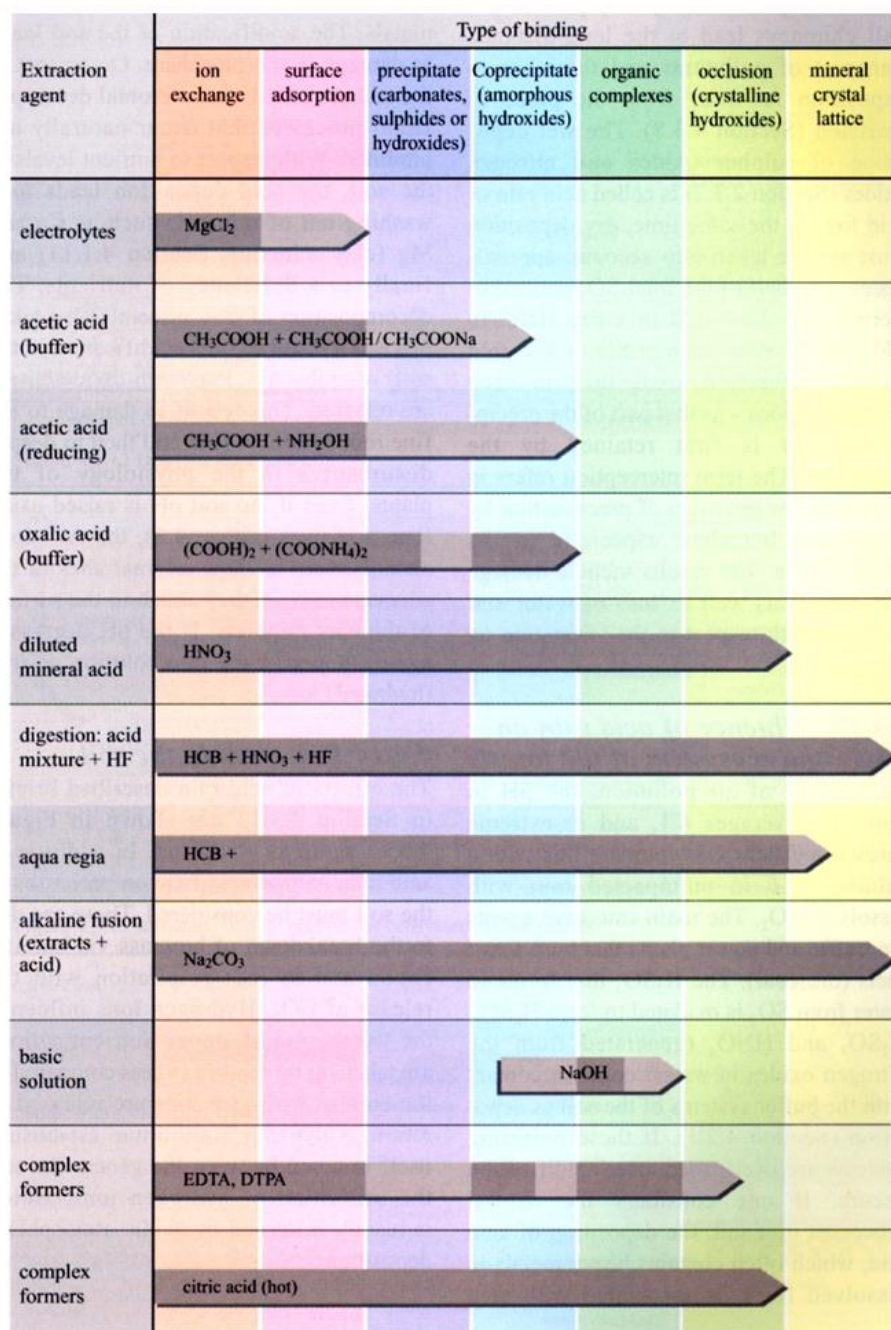 Type of binding
Extraction agent
ion exchange
surface adsorption
precipitate (carbonates, sulphides or hydroxides)
Coprecipitate (amorphous hydroxides)
organic complexes
occlusion (crystalline hydroxides)
mineral crystal lattice
electrolytes
MgCl₂
acetic acid (buffer)
CH₃COOH + CH₃COOH/CH₃COONa
acetic acid (reducing)
CH₃COOH + NH₂OH
oxalic acid (buffer)
(COOH)₂ + (COONH₄)₂
diluted mineral acid
HNO₃
digestion: acid mixture + HF
HCB + HNO₃ + HF
aqua regia
HCB +
alkaline fusion (extracts + acid)
Na₂CO₃
basic solution
NaOH
complex formers
EDTA, DTPA
complex formers
citric acid (hot)